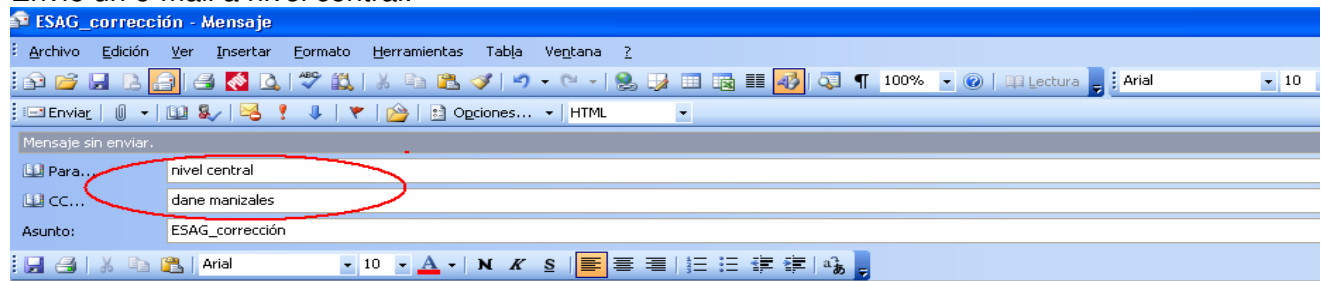 ESAG_corrección - Mensaje
Archivo Edición Ver Insertar Formato Herramientas Tabla Ventana ?
100% Lectura Arial 10
Enviar Opciones... HTML
Mensaje sin enviar.
Para... nivel central
CC... dane manizales
Asunto: ESAG_corrección
Arial 10 A N K S